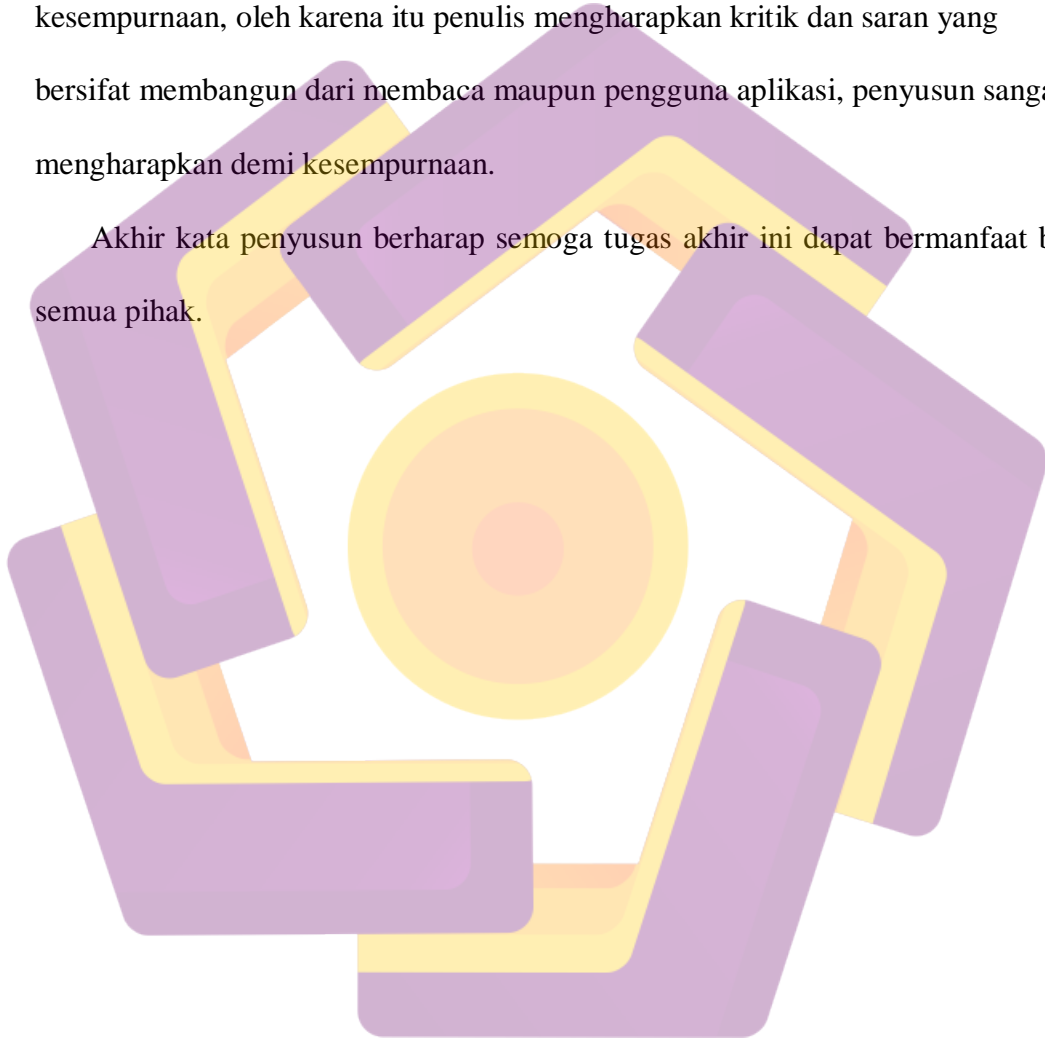 kesempurnaan, oleh karena itu penulis mengharapkan kritik dan saran yang
bersifat membangun dari membaca maupun pengguna aplikasi, penyusun
mengharapkan demi kesempurnaan.
Akhir kata penyusun berharap semoga tugas akhir ini dapat bermanfaat
semua pihak.